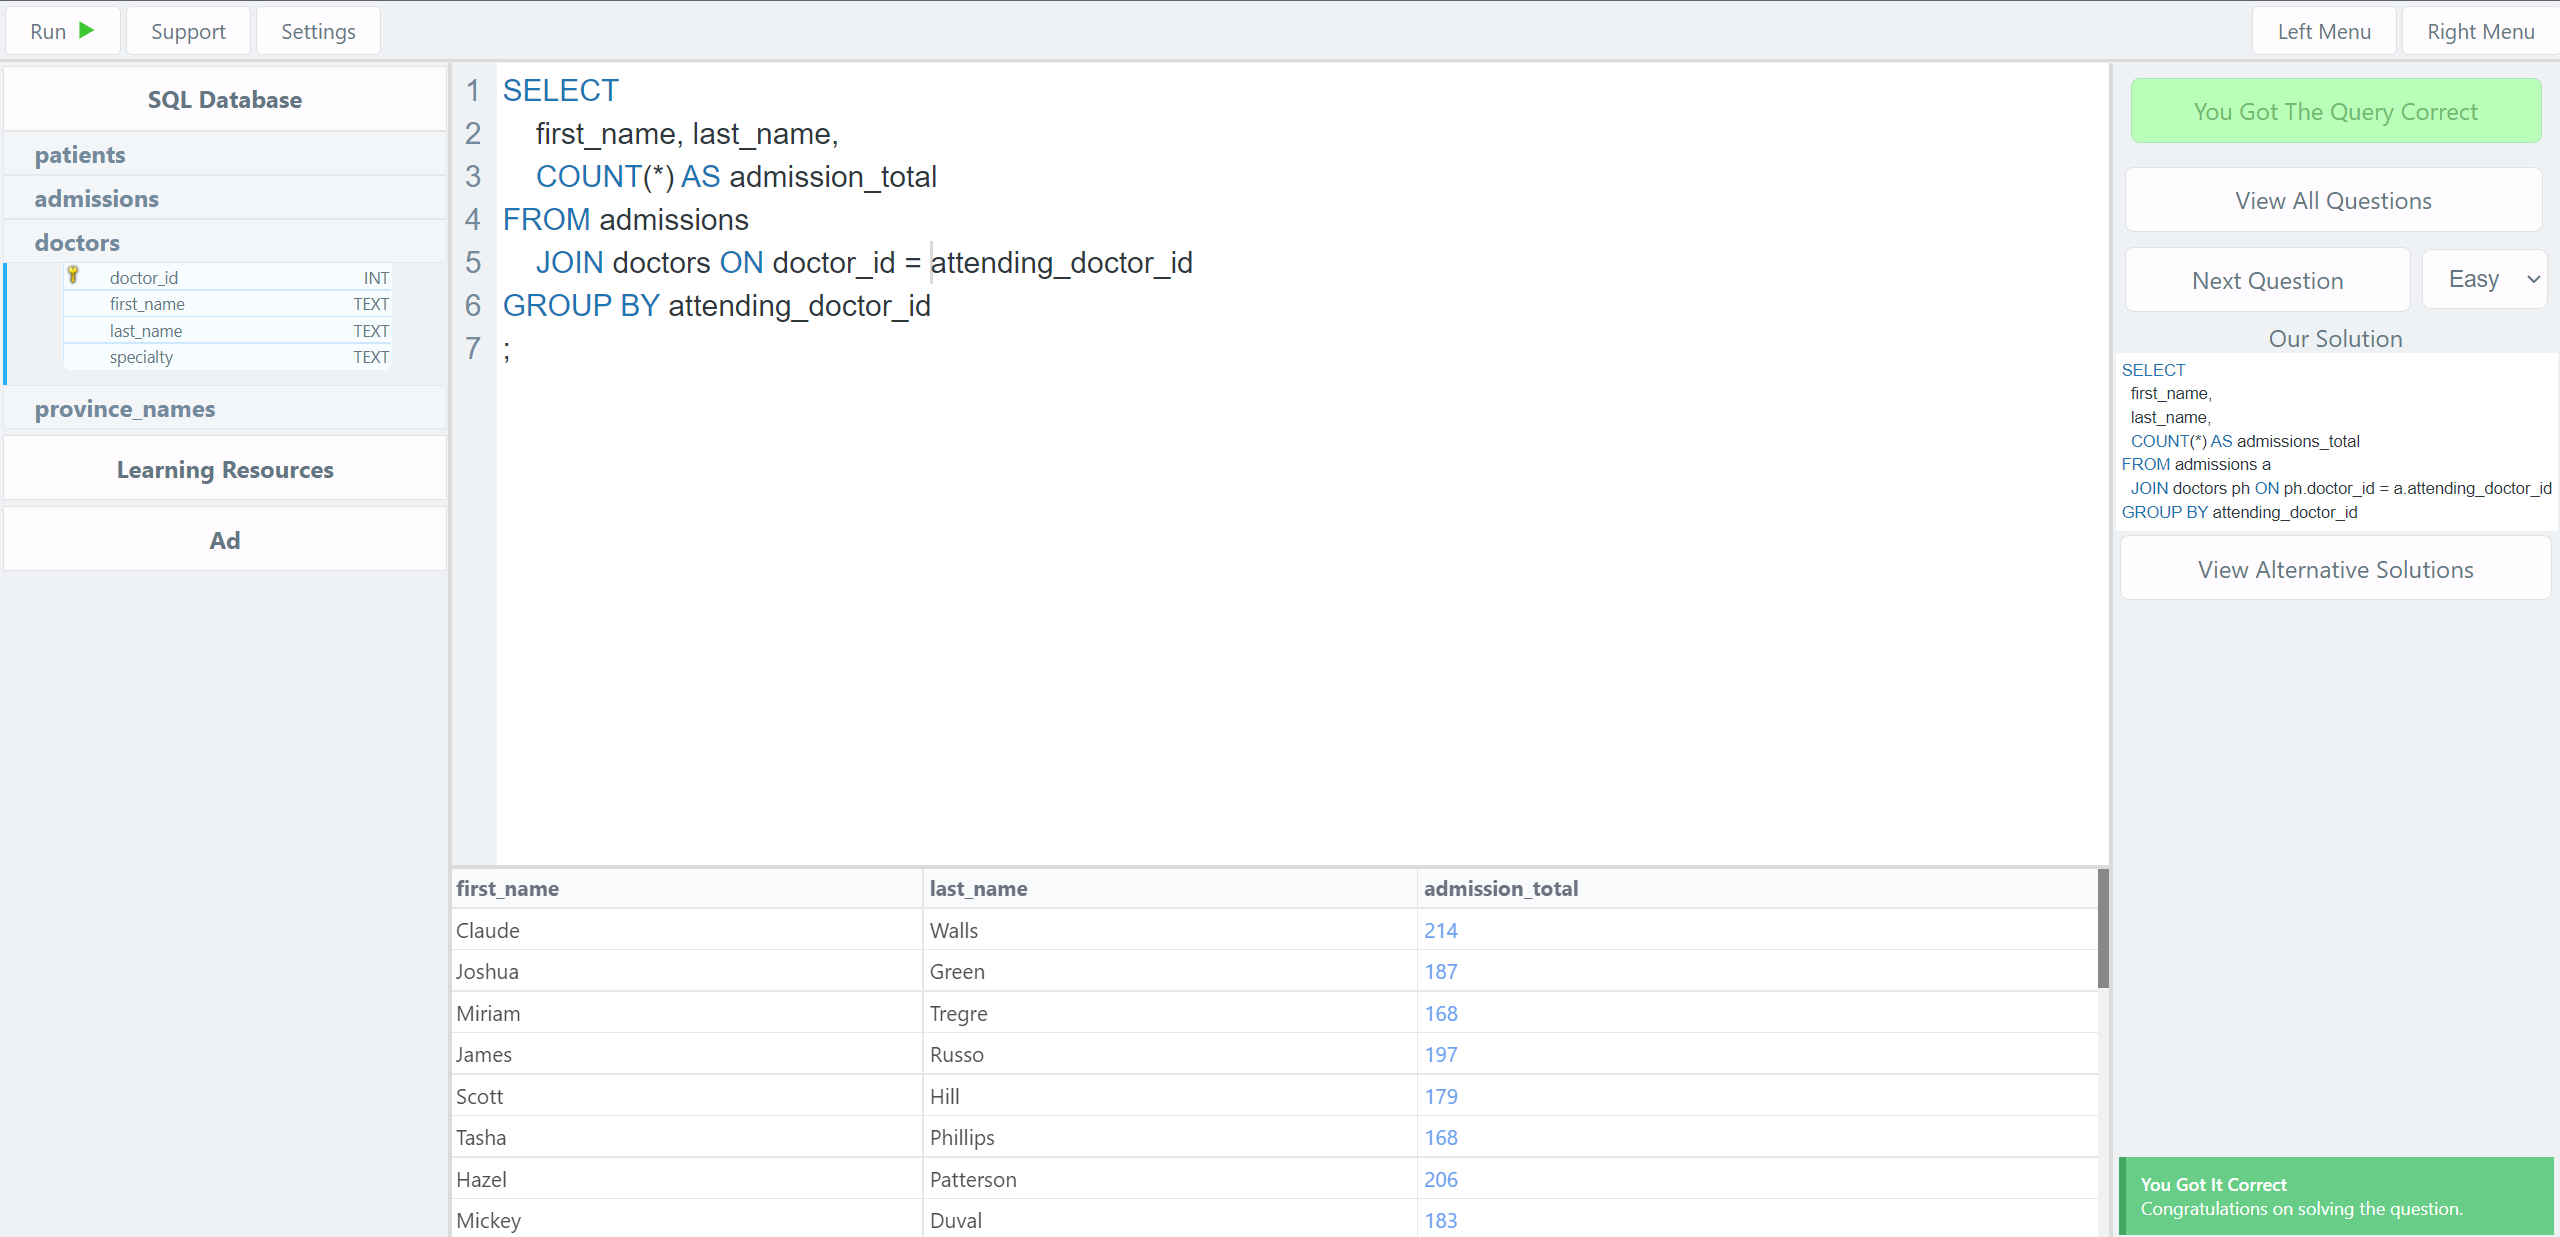 Run
Support
Settings
Left Menu
Right Menu
SQL Database
patients
admissions
doctors
doctor_id INT
first_name TEXT
last_name TEXT
specialty TEXT
province_names
Learning Resources
Ad
1 SELECT
2 first_name, last_name,
3 COUNT(*) AS admission_total
4 FROM admissions
5 JOIN doctors ON doctor_id = attending_doctor_id
6 GROUP BY attending_doctor_id
7 ;
first_name last_name admission_total
Claude Walls 214
Joshua Green 187
Miriam Tregre 168
James Russo 197
Scott Hill 179
Tasha Phillips 168
Hazel Patterson 206
Mickey Duval 183
You Got The Query Correct
View All Questions
Next Question
Easy
Our Solution
SELECT
first_name,
last_name,
COUNT(*) AS admissions_total
FROM admissions a
JOIN doctors ph ON ph.doctor_id = a.attending_doctor_id
GROUP BY attending_doctor_id
View Alternative Solutions
You Got It Correct
Congratulations on solving the question.